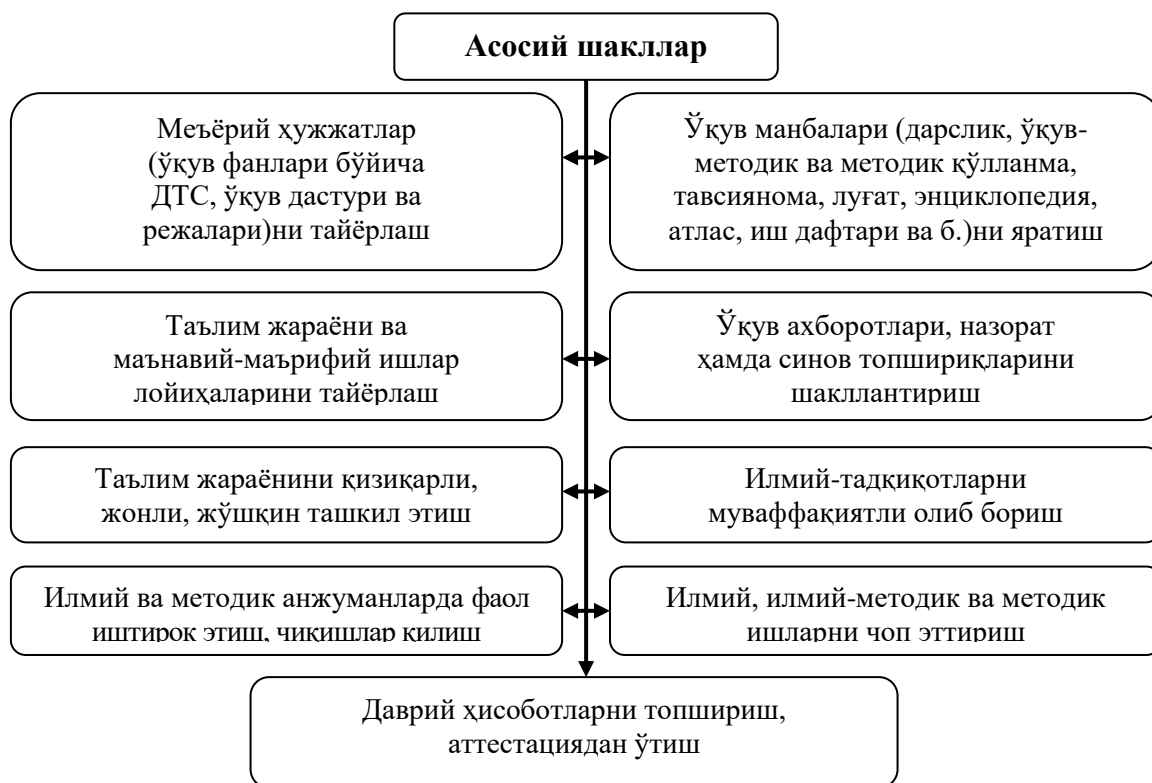 Асосий шакллар
Меъёрий ҳужжатлар
(ўқув фанлари бўйича
ДТС, ўқув дастури ва
режалари)ни тайёрлаш
Ўқув манбалари (дарслик, ўқув-
методик ва методик қўлланма,
тавсиянома, луғат, энциклопедия,
атлас, иш дафтари ва б.)ни яратиш
Таълим жараёни ва
маънавий-маърифий ишлар
лойиҳаларини тайёрлаш
Ўқув ахборотлари, назорат
ҳамда синов топшириқларини
шакллантириш
Таълим жараёнини қизиқарли,
жонли, жўшқин ташкил этиш
Илмий-тадқиқотларни
муваффақиятли олиб бориш
Илмий ва методик анжуманларда фаол
иштирок этиш, чиқишлар қилиш
Илмий, илмий-методик ва методик
ишларни чоп эттириш
Даврий ҳисоботларни топшириш,
аттестациядан ўтиш